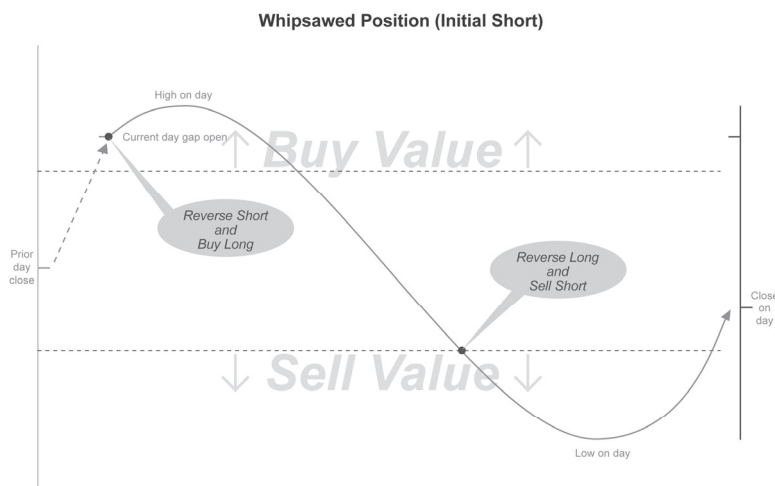 Whipsawed Position (Initial Short)
High on day
Current day gap open
↑ Buy Value ↑
Reverse Short
and
Buy Long
Prior
day
close
Reverse Long
and
Sell Short
Close
on
day
↓ Sell Value ↓
Low on day